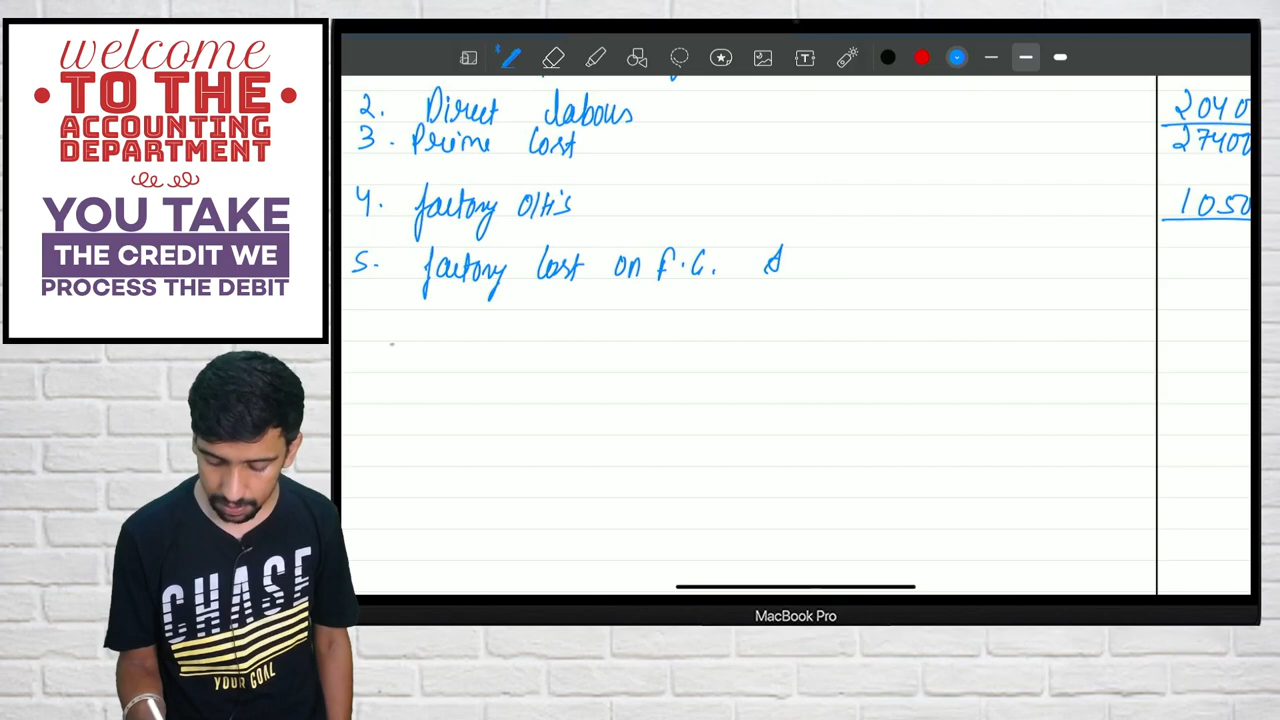 welcome
TO THE
ACCOUNTING
DEPARTMENT
YOU TAKE
THE CREDIT WE
PROCESS THE DEBIT
2. Direct labour 2040
3. Prime Cost 27400
4. factory OH's 1050
5. factory Cost on F.G.
MacBook Pro
CHASE
YOUR GOAL